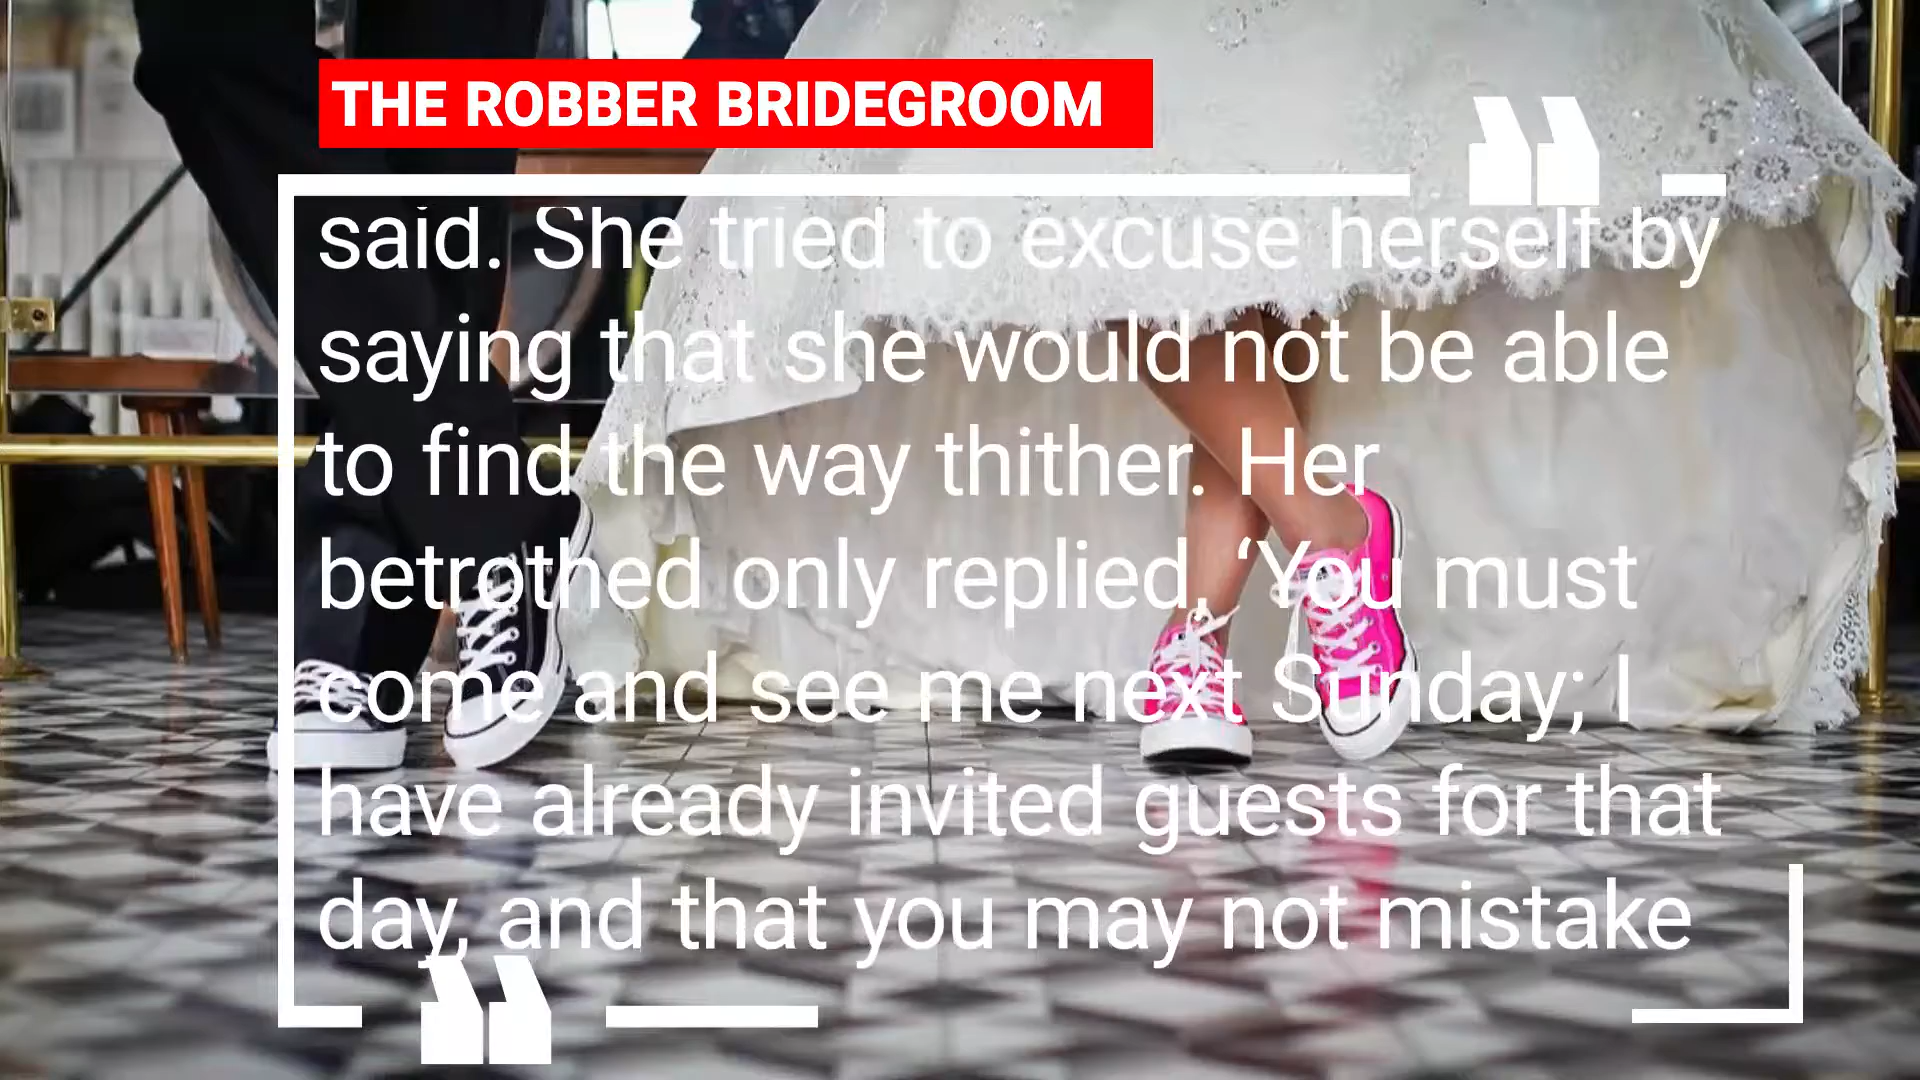 THE ROBBER BRIDEGROOM
said. She tried to excuse herself by
saying that she would not be able
to find the way thither. Her
betrothed only replied, ‘You must
come and see me next Sunday; I
have already invited guests for that
day, and that you may not mistake